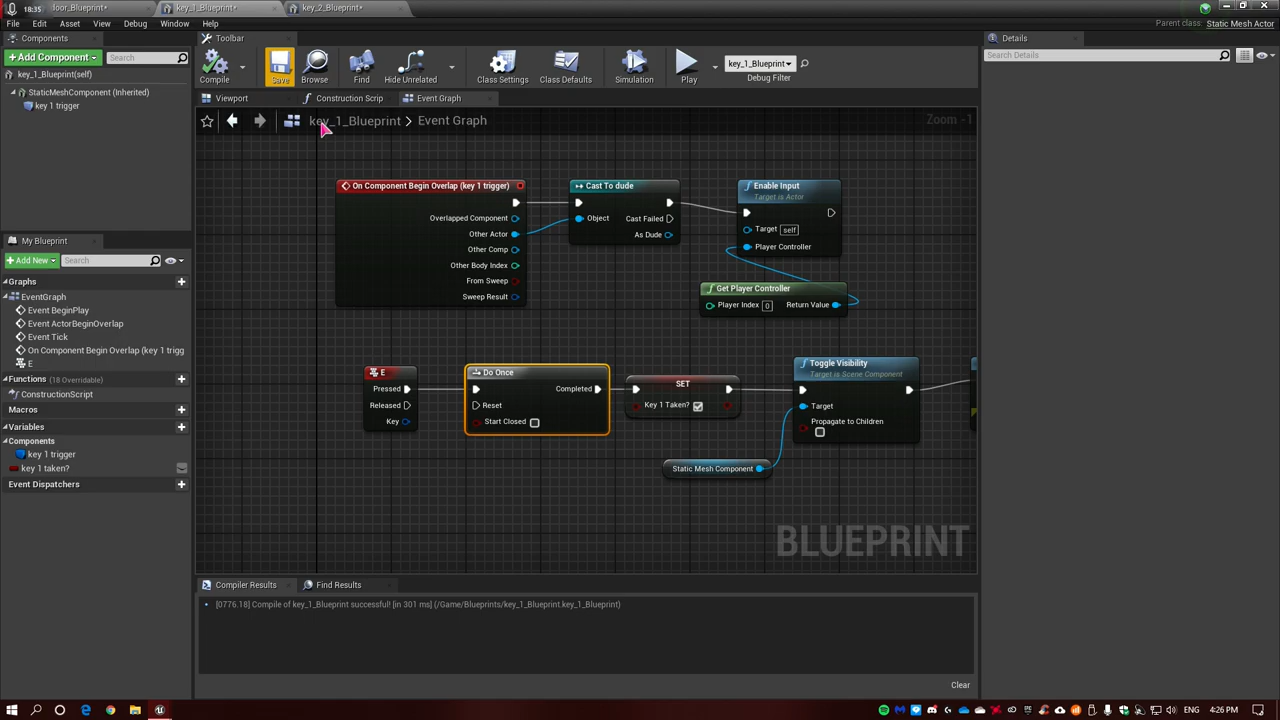 18:35
door_Blueprint*
key_1_Blueprint*
key_2_Blueprint*
File Edit Asset View Debug Window Help
Parent class: Static Mesh Actor
Components
+ Add Component
Search
key_1_Blueprint(self)
StaticMeshComponent (Inherited)
key 1 trigger
Toolbar
Compile
Save
Browse
Find
Hide Unrelated
Class Settings
Class Defaults
Simulation
Play
key_1_Blueprint
Debug Filter
Details
Search
Viewport
Construction Scrip
Event Graph
key_1_Blueprint > Event Graph
Zoom -1
On Component Begin Overlap (key 1 trigger)
Overlapped Component
Other Actor
Other Comp
Other Body Index
From Sweep
Sweep Result
Cast To dude
Object
Cast Failed
As Dude
Enable Input
Target is Actor
Target self
Player Controller
Get Player Controller
Player Index 0
Return Value
E
Pressed
Released
Key
Do Once
Completed
Reset
Start Closed
SET
Key 1 Taken?
Toggle Visibility
Target is Scene Component
Target
Propagate to Children
Static Mesh Component
BLUEPRINT
My Blueprint
+ Add New
Search
Graphs
EventGraph
Event BeginPlay
Event ActorBeginOverlap
Event Tick
On Component Begin Overlap (key 1 trigg
E
Functions (18 Overridable)
ConstructionScript
Macros
Variables
Components
key 1 trigger
key 1 taken?
Event Dispatchers
Compiler Results
Find Results
[0776.18] Compile of key_1_Blueprint successful! [in 301 ms] (/Game/Blueprints/key_1_Blueprint.key_1_Blueprint)
Clear
ENG
4:26 PM